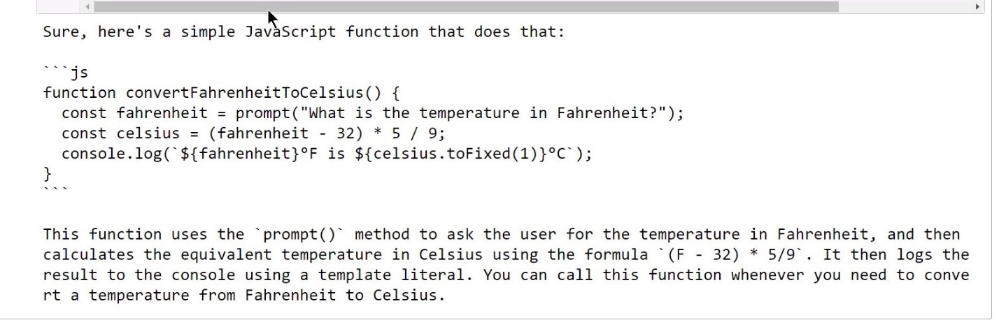 Sure, here's a simple JavaScript function that does that:
```js
function convertFahrenheitToCelsius() {
  const fahrenheit = prompt("What is the temperature in Fahrenheit?");
  const celsius = (fahrenheit - 32) * 5 / 9;
  console.log(`${fahrenheit}°F is ${celsius.toFixed(1)}°C`);
}
```
This function uses the `prompt()` method to ask the user for the temperature in Fahrenheit, and then
calculates the equivalent temperature in Celsius using the formula `(F - 32) * 5/9`. It then logs the
result to the console using a template literal. You can call this function whenever you need to conve
rt a temperature from Fahrenheit to Celsius.